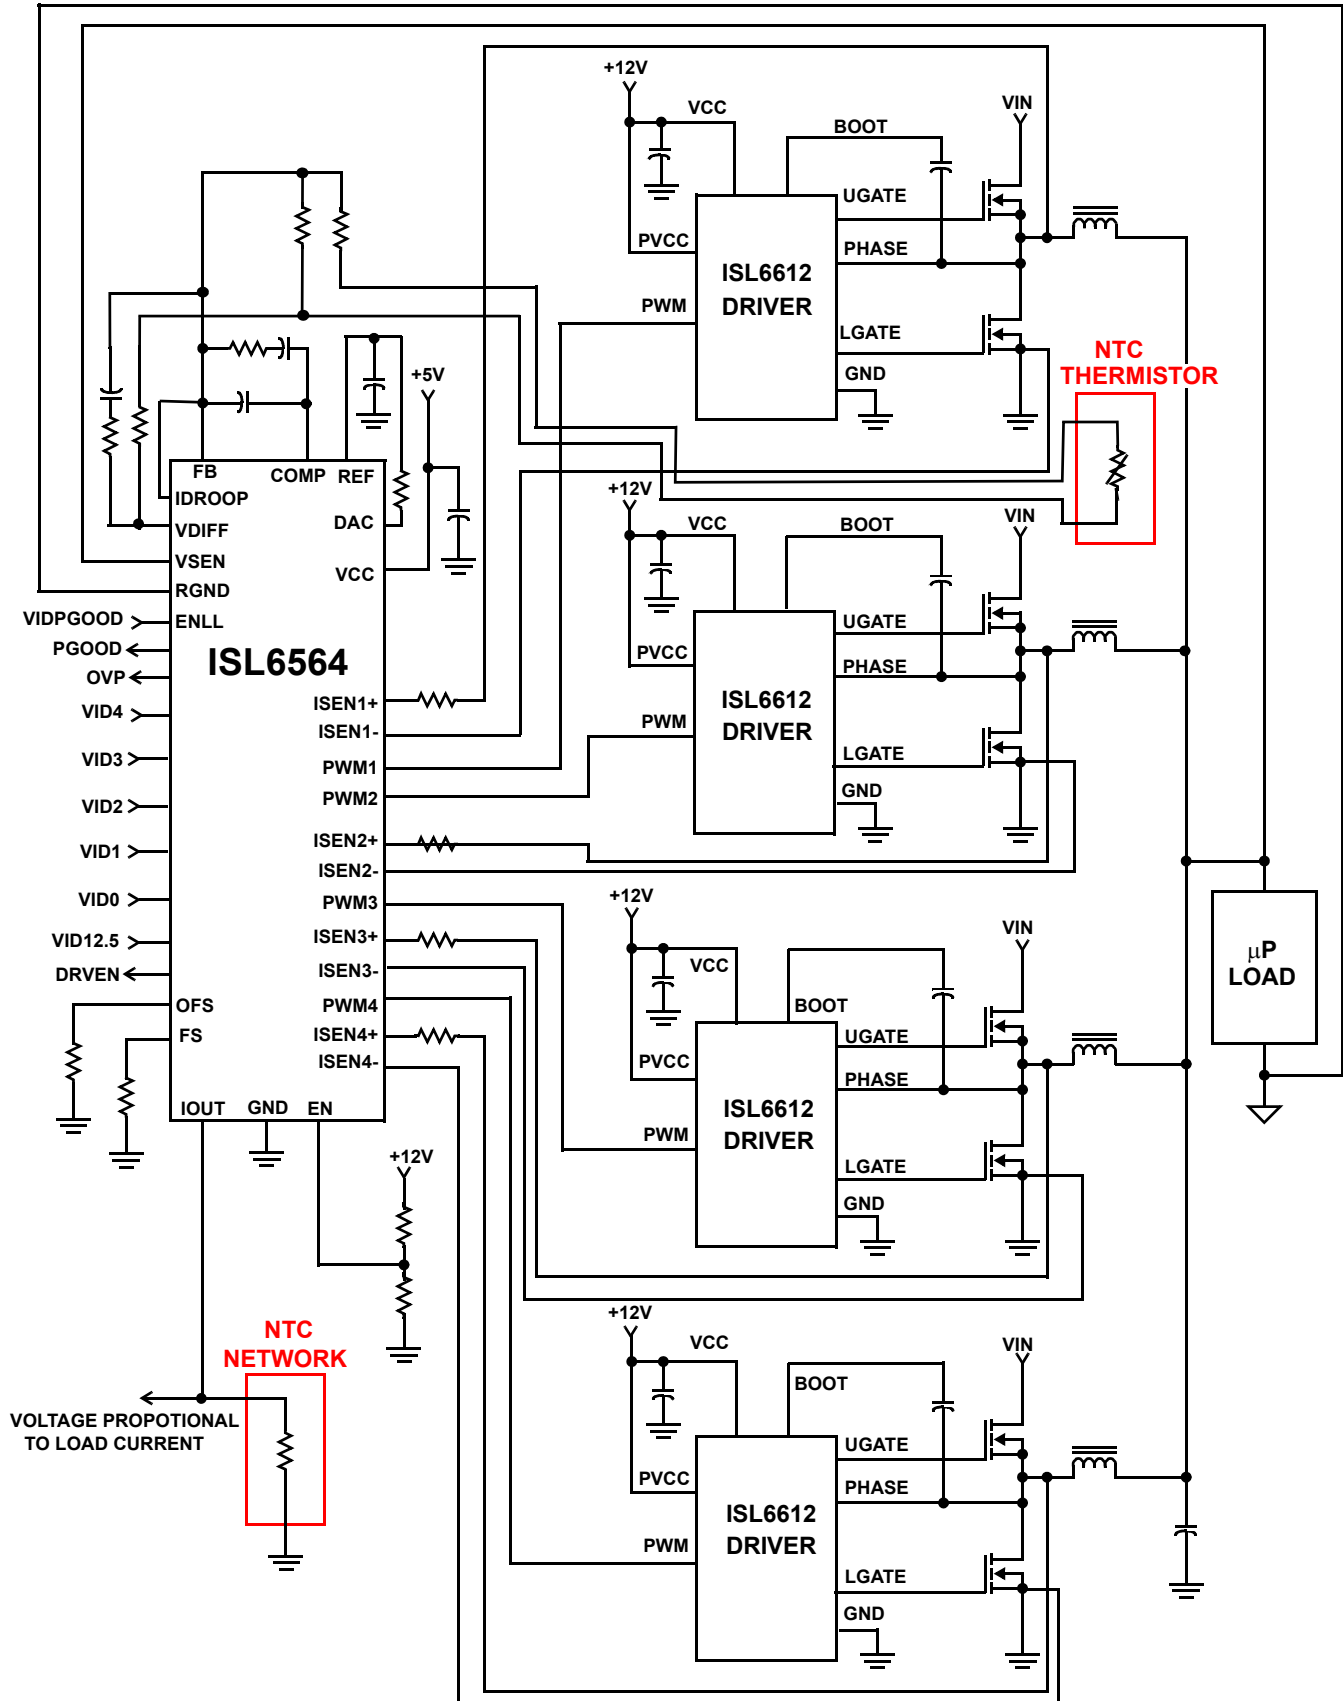 +12V
VCC
BOOT
VIN
UGATE
PVCC
PHASE
ISL6612
DRIVER
PWM
LGATE
GND
NTC
THERMISTOR
+5V
FB
COMP
REF
IDROOP
VDIFF
DAC
VSEN
VCC
RGND
VIDPGOOD
ENLL
PGOOD
OVP
ISL6564
VID4
ISEN1+
ISEN1-
VID3
PWM1
PWM2
VID2
ISEN2+
VID1
ISEN2-
VID0
PWM3
VID12.5
ISEN3+
DRVEN
ISEN3-
OFS
PWM4
FS
ISEN4+
ISEN4-
IOUT
GND
EN
+12V
+12V
VCC
BOOT
VIN
UGATE
PVCC
PHASE
ISL6612
DRIVER
PWM
LGATE
GND
+12V
VCC
BOOT
VIN
UGATE
PVCC
PHASE
ISL6612
DRIVER
PWM
LGATE
GND
µP
LOAD
NTC
NETWORK
VOLTAGE PROPOTIONAL
TO LOAD CURRENT
+12V
VCC
BOOT
VIN
UGATE
PVCC
PHASE
ISL6612
DRIVER
PWM
LGATE
GND